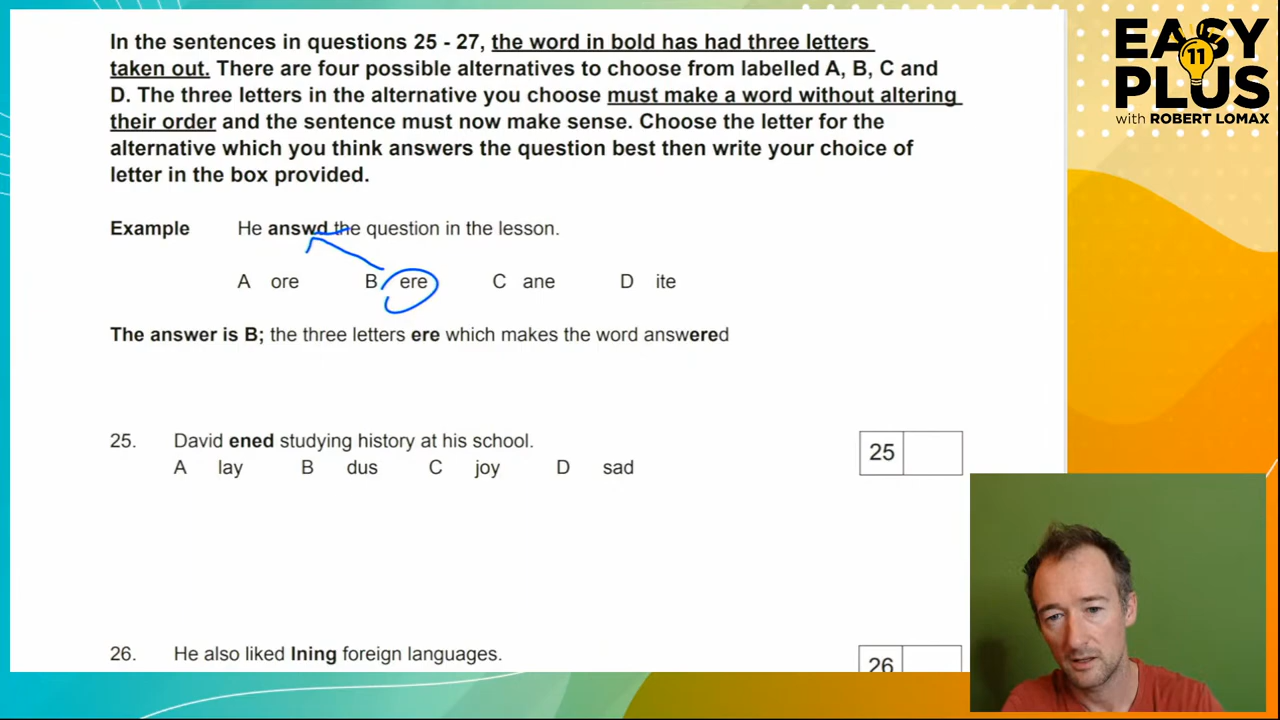 In the sentences in questions 25 - 27, the word in bold has had three letters
taken out. There are four possible alternatives to choose from labelled A, B, C and
D. The three letters in the alternative you choose must make a word without altering
their order and the sentence must now make sense. Choose the letter for the
alternative which you think answers the question best then write your choice of
letter in the box provided.
Example He answd the question in the lesson.
A ore B ere C ane D ite
The answer is B; the three letters ere which makes the word answered
25. David ened studying history at his school.
A lay B dus C joy D sad
25
26. He also liked lning foreign languages.
26
EASY
11
PLUS
with ROBERT LOMAX